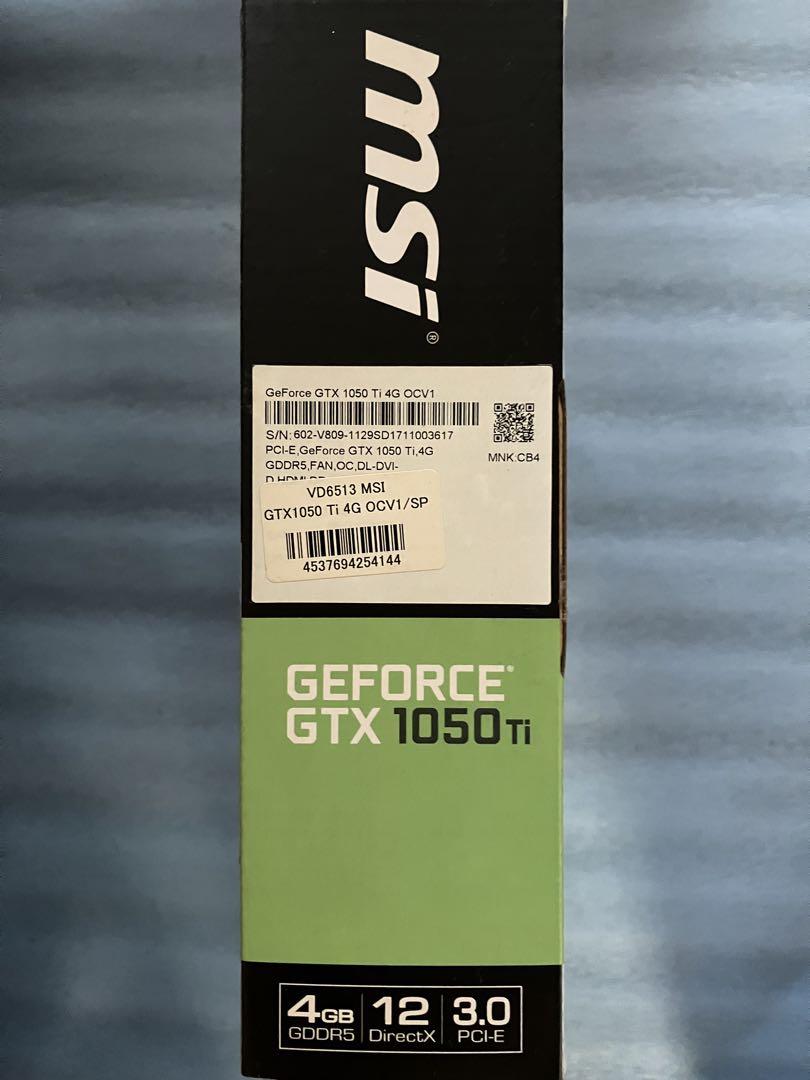 msi®
GeForce GTX 1050 Ti 4G OCV1
S/N: 602-V809-1129SD1711003617
PCI-E,GeForce GTX 1050 Ti,4G
GDDR5,FAN,OC,DL-DVI-
MNK:CB4
VD6513 MSI
GTX1050 Ti 4G OCV1/SP
4537694254144
GEFORCE®
GTX 1050 Ti
4GB 12 3.0
GDDR5 DirectX PCI-E